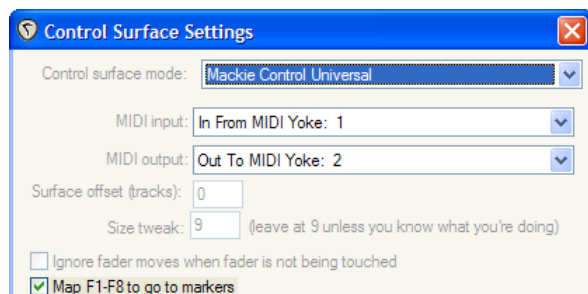 Control Surface Settings
Control surface mode: Mackie Control Universal
MIDI input: In From MIDI Yoke: 1
MIDI output: Out To MIDI Yoke: 2
Surface offset (tracks): 0
Size tweak: 9 (leave at 9 unless you know what you're doing)
Ignore fader moves when fader is not being touched
Map F1-F8 to go to markers